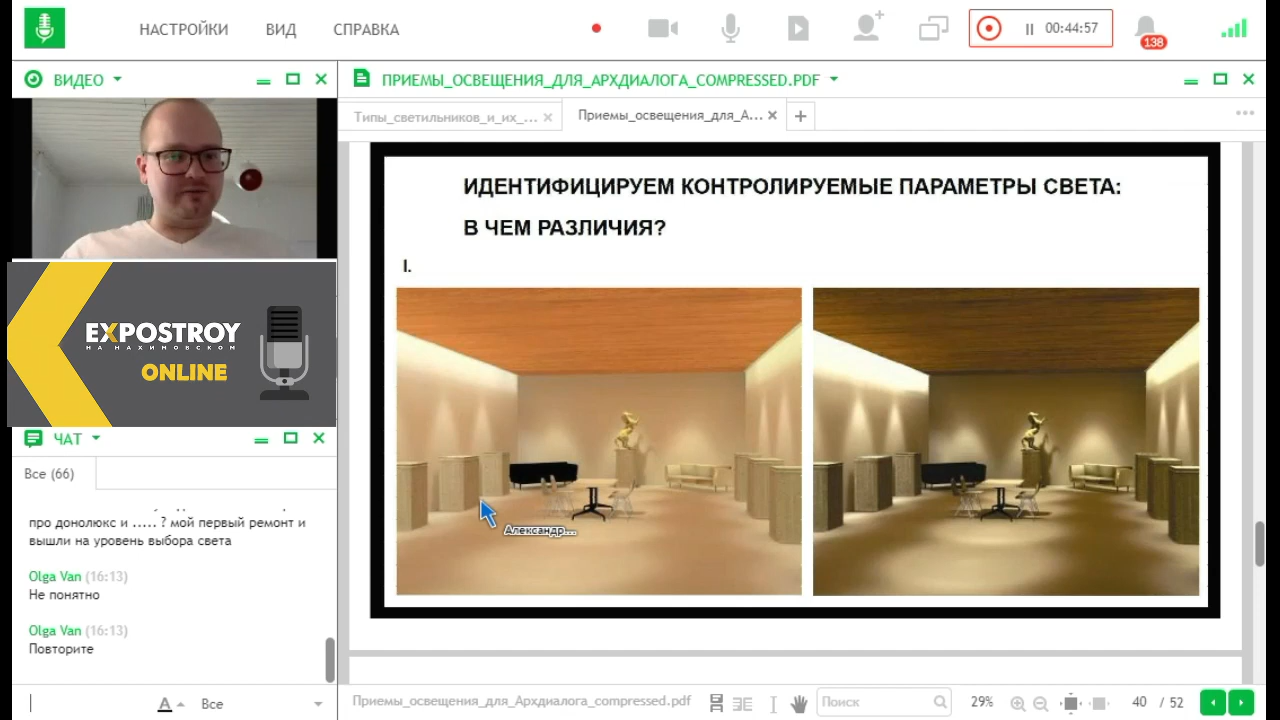 НАСТРОЙКИ ВИД СПРАВКА 00:44:57 138
ВИДЕО
ПРИЕМЫ_ОСВЕЩЕНИЯ_ДЛЯ_АРХДИАЛОГА_COMPRESSED.PDF
Типы_светильников_и_их_... Приемы_освещения_для_А...
ИДЕНТИФИЦИРУЕМ КОНТРОЛИРУЕМЫЕ ПАРАМЕТРЫ СВЕТА:
В ЧЕМ РАЗЛИЧИЯ?
I.
Александр...
EXPOSTROY
НА НАХИМОВСКОМ
ONLINE
ЧАТ
Все (66)
про донолюкс и ..... ? мой первый ремонт и
вышли на уровень выбора света
Olga Van (16:13)
Не понятно
Olga Van (16:13)
Повторите
A Все
Приемы_освещения_для_Архдиалога_compressed.pdf Поиск 29% 40 / 52